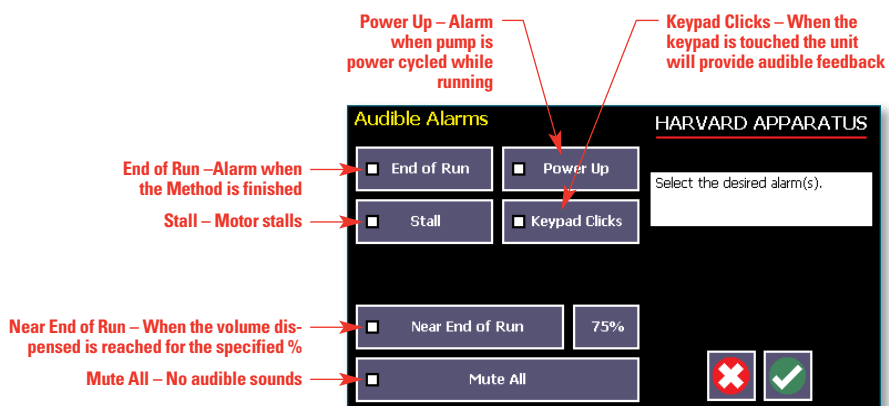 Power Up – Alarm
when pump is
power cycled while
running
Keypad Clicks – When the
keypad is touched the unit
will provide audible feedback
Audible Alarms
HARVARD APPARATUS
End of Run –Alarm when
the Method is finished
End of Run
Power Up
Select the desired alarm(s).
Stall – Motor stalls
Stall
Keypad Clicks
Near End of Run – When the volume dis-
pensed is reached for the specified %
Near End of Run
75%
Mute All – No audible sounds
Mute All